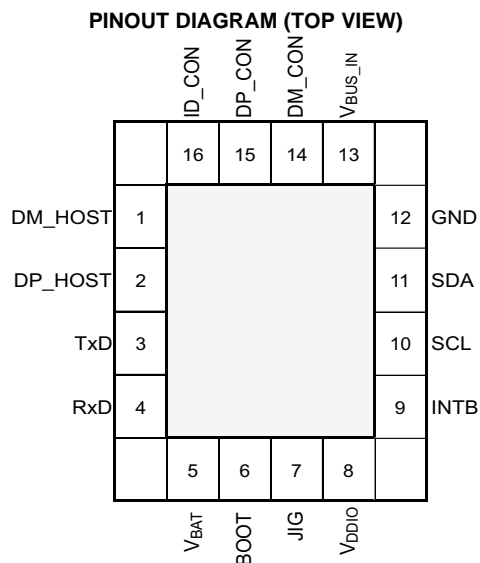 PINOUT DIAGRAM (TOP VIEW)
ID_CON DP_CON DM_CON VBUS_IN
16 15 14 13
DM_HOST 1 12 GND
DP_HOST 2 11 SDA
TxD 3 10 SCL
RxD 4 9 INTB
5 6 7 8
VBAT BOOT JIG VDDIO